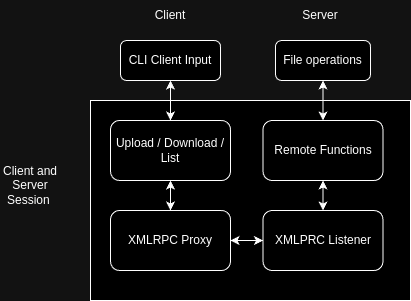 Client
Server
CLI Client Input
File operations
Upload / Download /
List
Remote Functions
Client and
Server
Session
XMLRPC Proxy
XMLPRC Listener